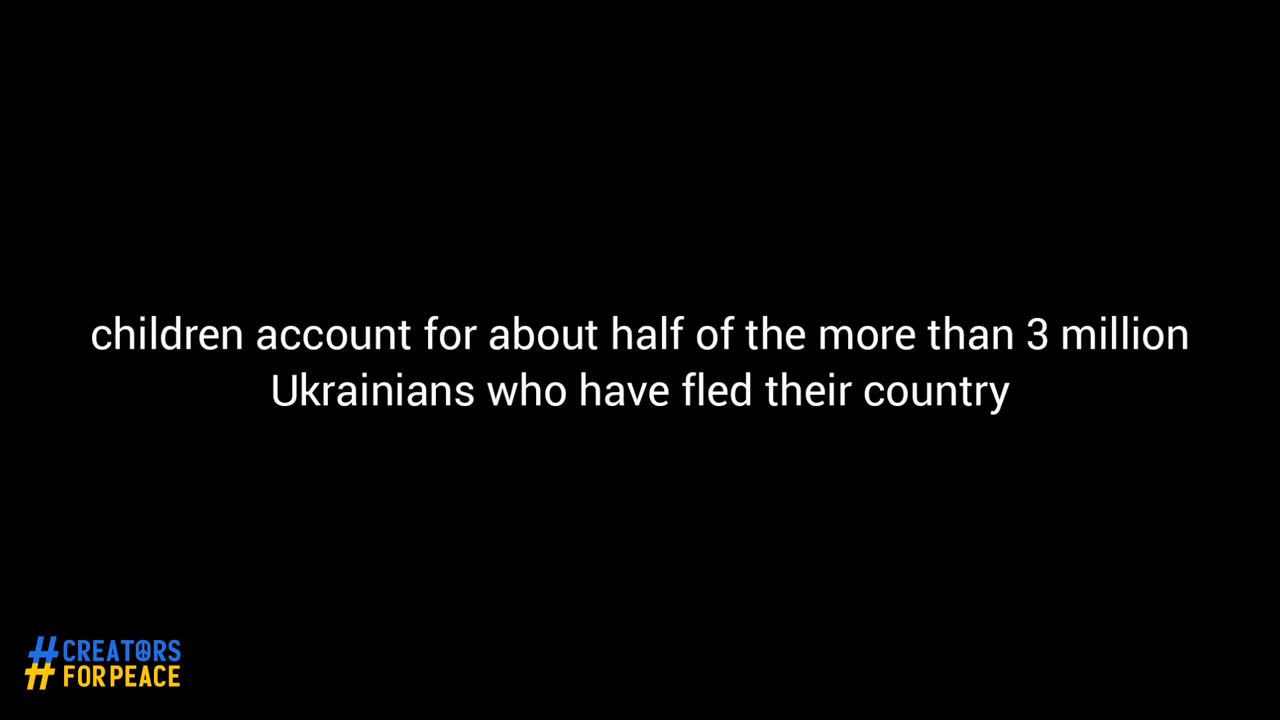 children account for about half of the more than 3 million
Ukrainians who have fled their country
#CREATORS
FORPEACE